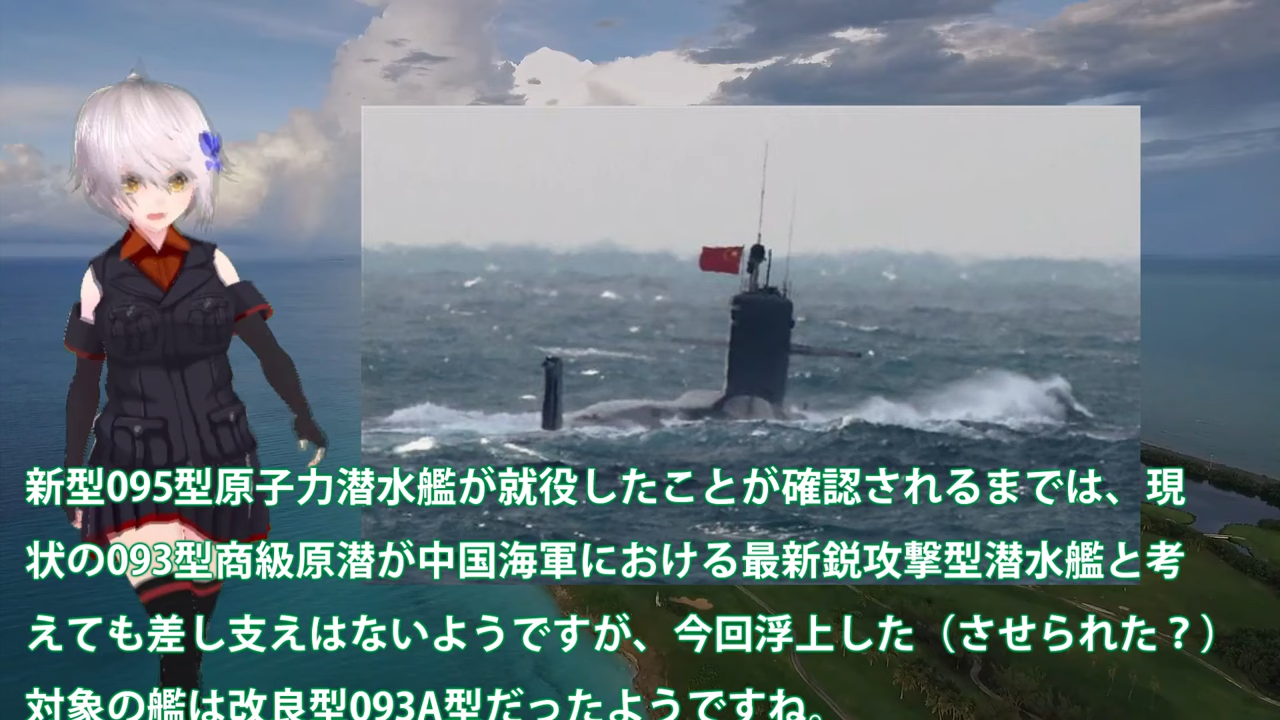 新型095型原子力潜水艦が就役したことが確認されるまでは、現
状の093型商級原潜が中国海軍における最新鋭攻撃型潜水艦と考
えても差し支えはないようですが、今回浮上した（させられた？）
対象の艦は改良型093A型だったようですね。